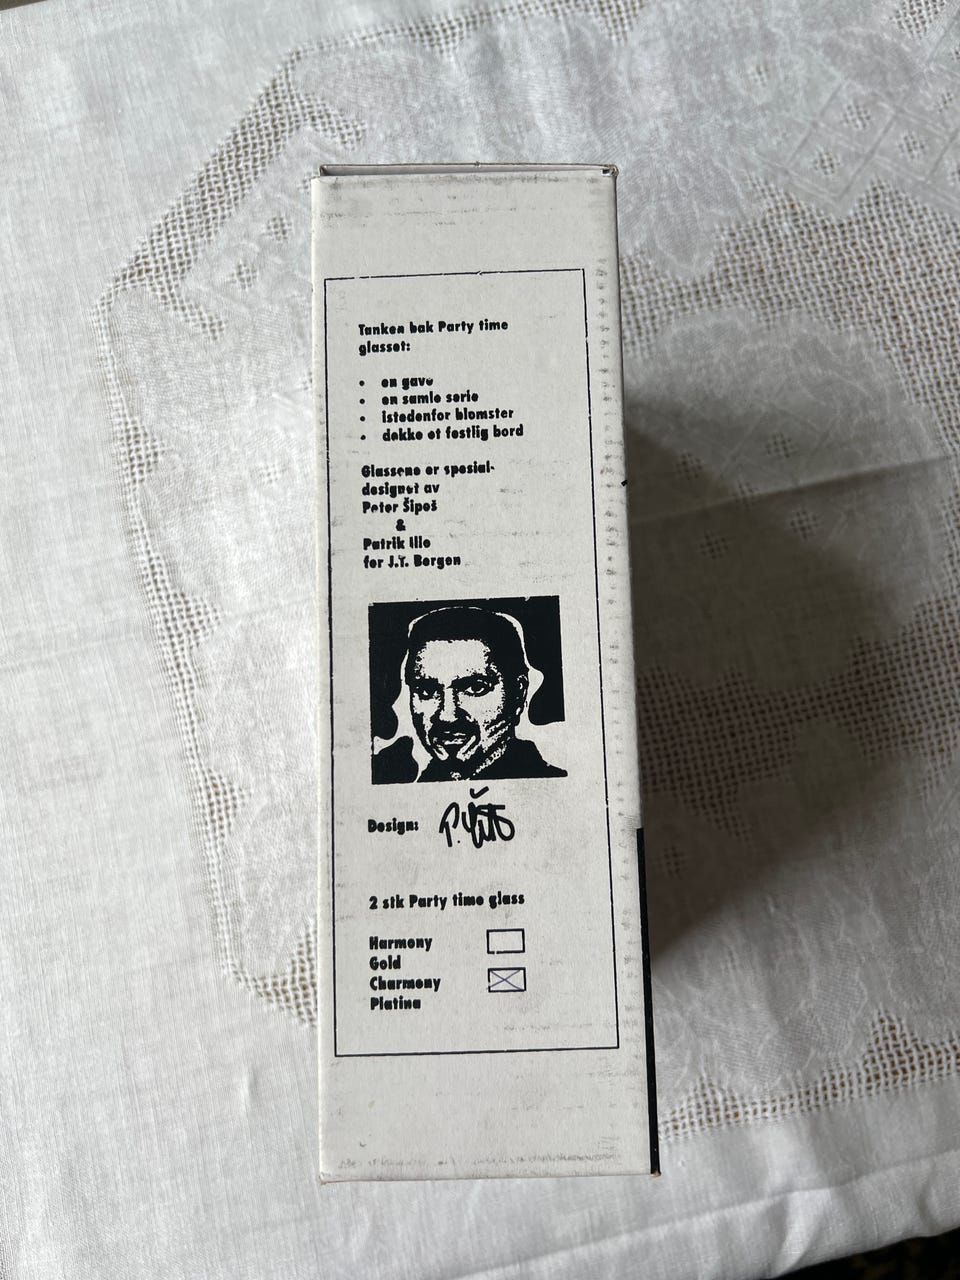 Tanken bak Party time
glasset:
• en gave
• en samle serie
• istedenfor blomster
• dekke et festlig bord
Glassene er spesial-
designet av
Peter Šipoš
&
Patrik Illo
for J.T. Bergen
Design:
2 stk Party time glass
Harmony
Gold
Charmony
Platina